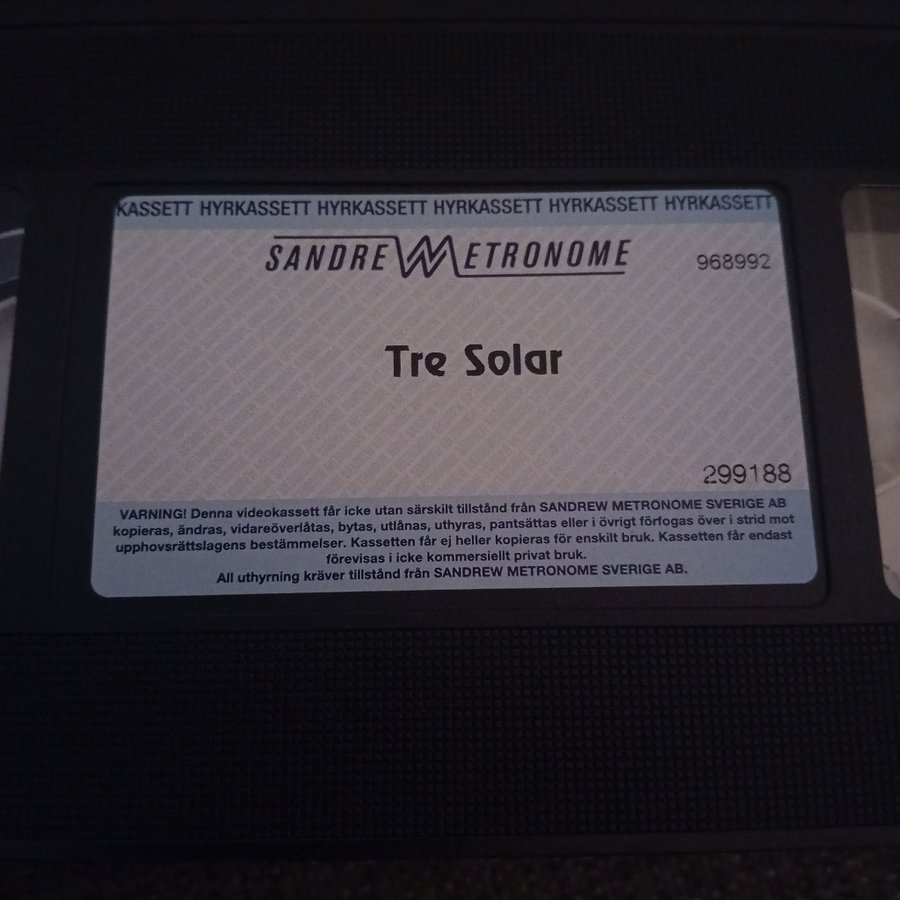 KASSETT HYRKASSETT HYRKASSETT HYRKASSETT HYRKASSETT HYRKASSETT
SANDREW METRONOME
968992
Tre Solar
299188
VARNING! Denna videokassett får icke utan särskilt tillstånd från SANDREW METRONOME SVERIGE AB
kopieras, ändras, vidareöverlåtas, bytas, utlånas, uthyras, pantsättas eller i övrigt förfogas över i strid mot
upphovsrättslagens bestämmelser. Kassetten får ej heller kopieras för enskilt bruk. Kassetten får endast
förevisas i icke kommersiellt privat bruk.
All uthyrning kräver tillstånd från SANDREW METRONOME SVERIGE AB.